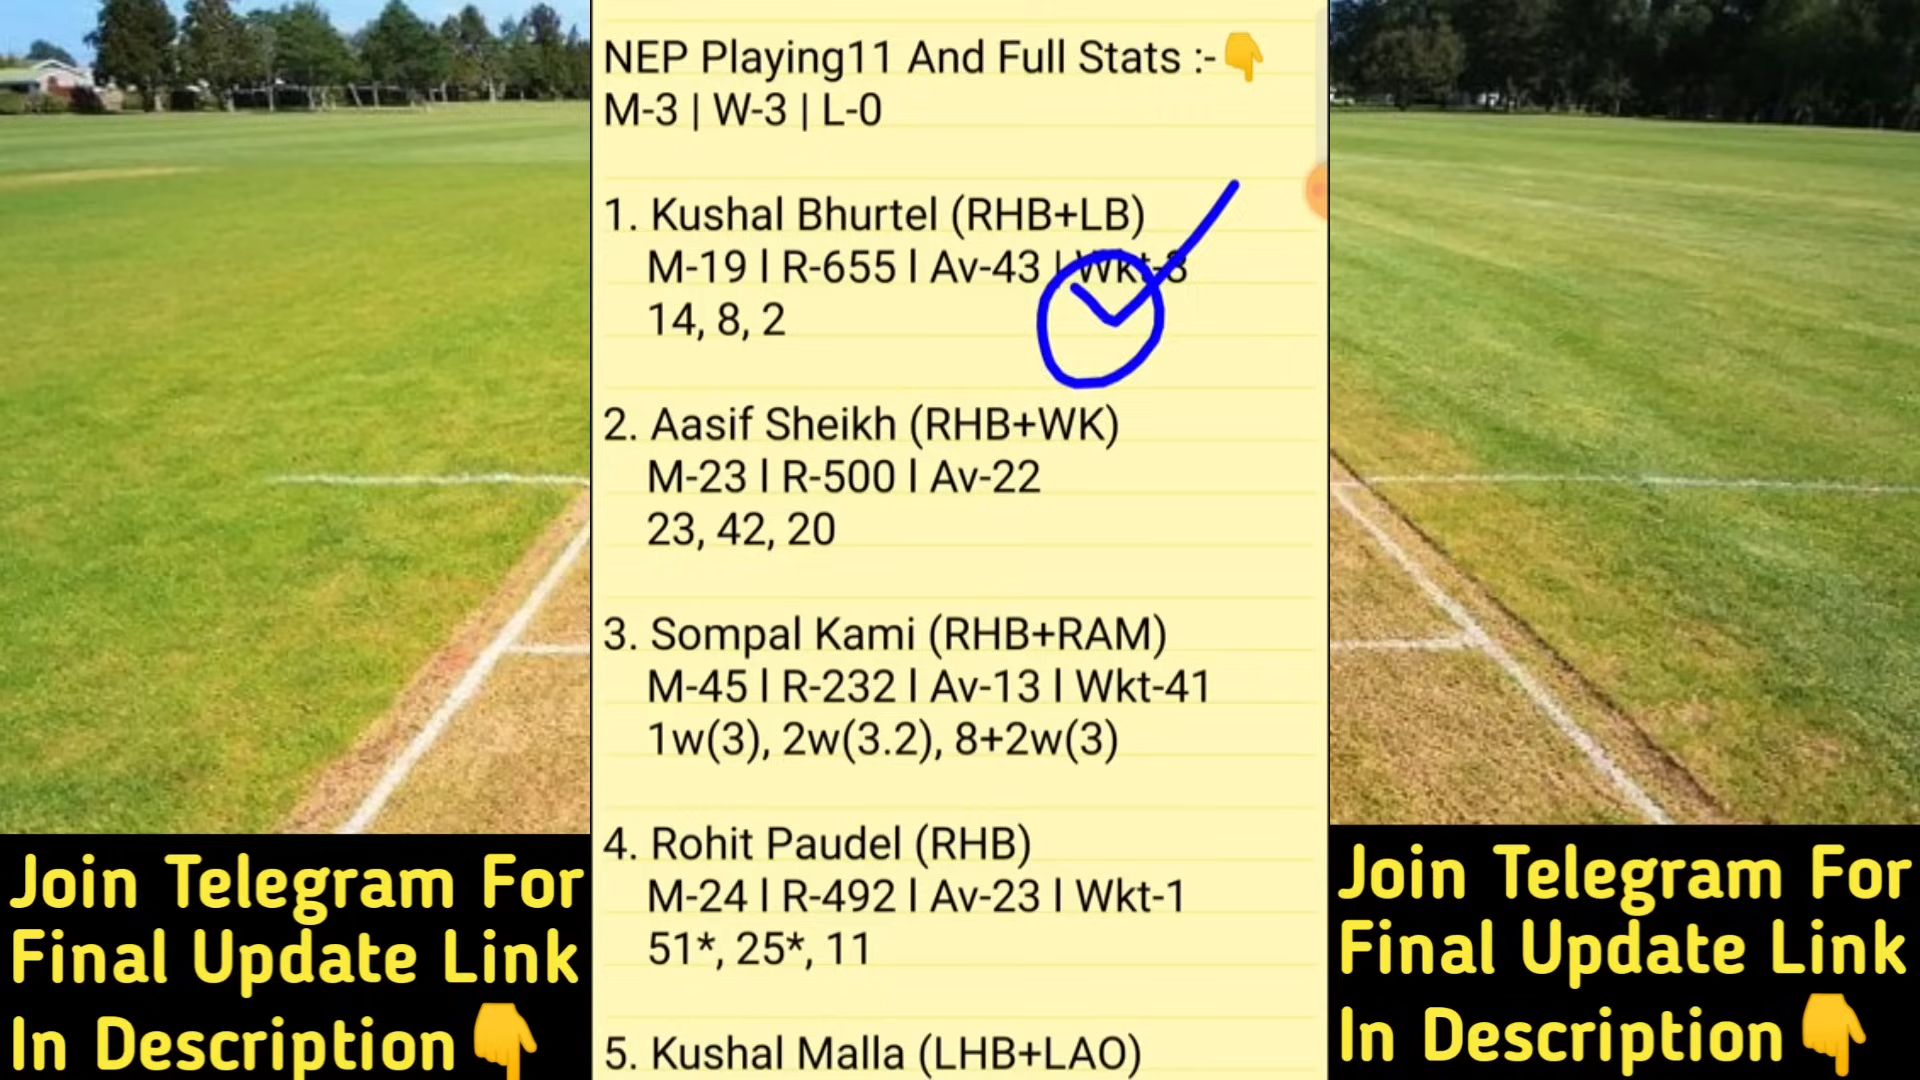 NEP Playing11 And Full Stats :-👇
M-3 | W-3 | L-0
1. Kushal Bhurtel (RHB+LB)
M-19 l R-655 l Av-43 | Wkt-8
14, 8, 2
2. Aasif Sheikh (RHB+WK)
M-23 l R-500 l Av-22
23, 42, 20
3. Sompal Kami (RHB+RAM)
M-45 l R-232 l Av-13 l Wkt-41
1w(3), 2w(3.2), 8+2w(3)
4. Rohit Paudel (RHB)
M-24 l R-492 l Av-23 l Wkt-1
51*, 25*, 11
5. Kushal Malla (LHB+LAO)
Join Telegram For
Final Update Link
In Description👇
Join Telegram For
Final Update Link
In Description👇